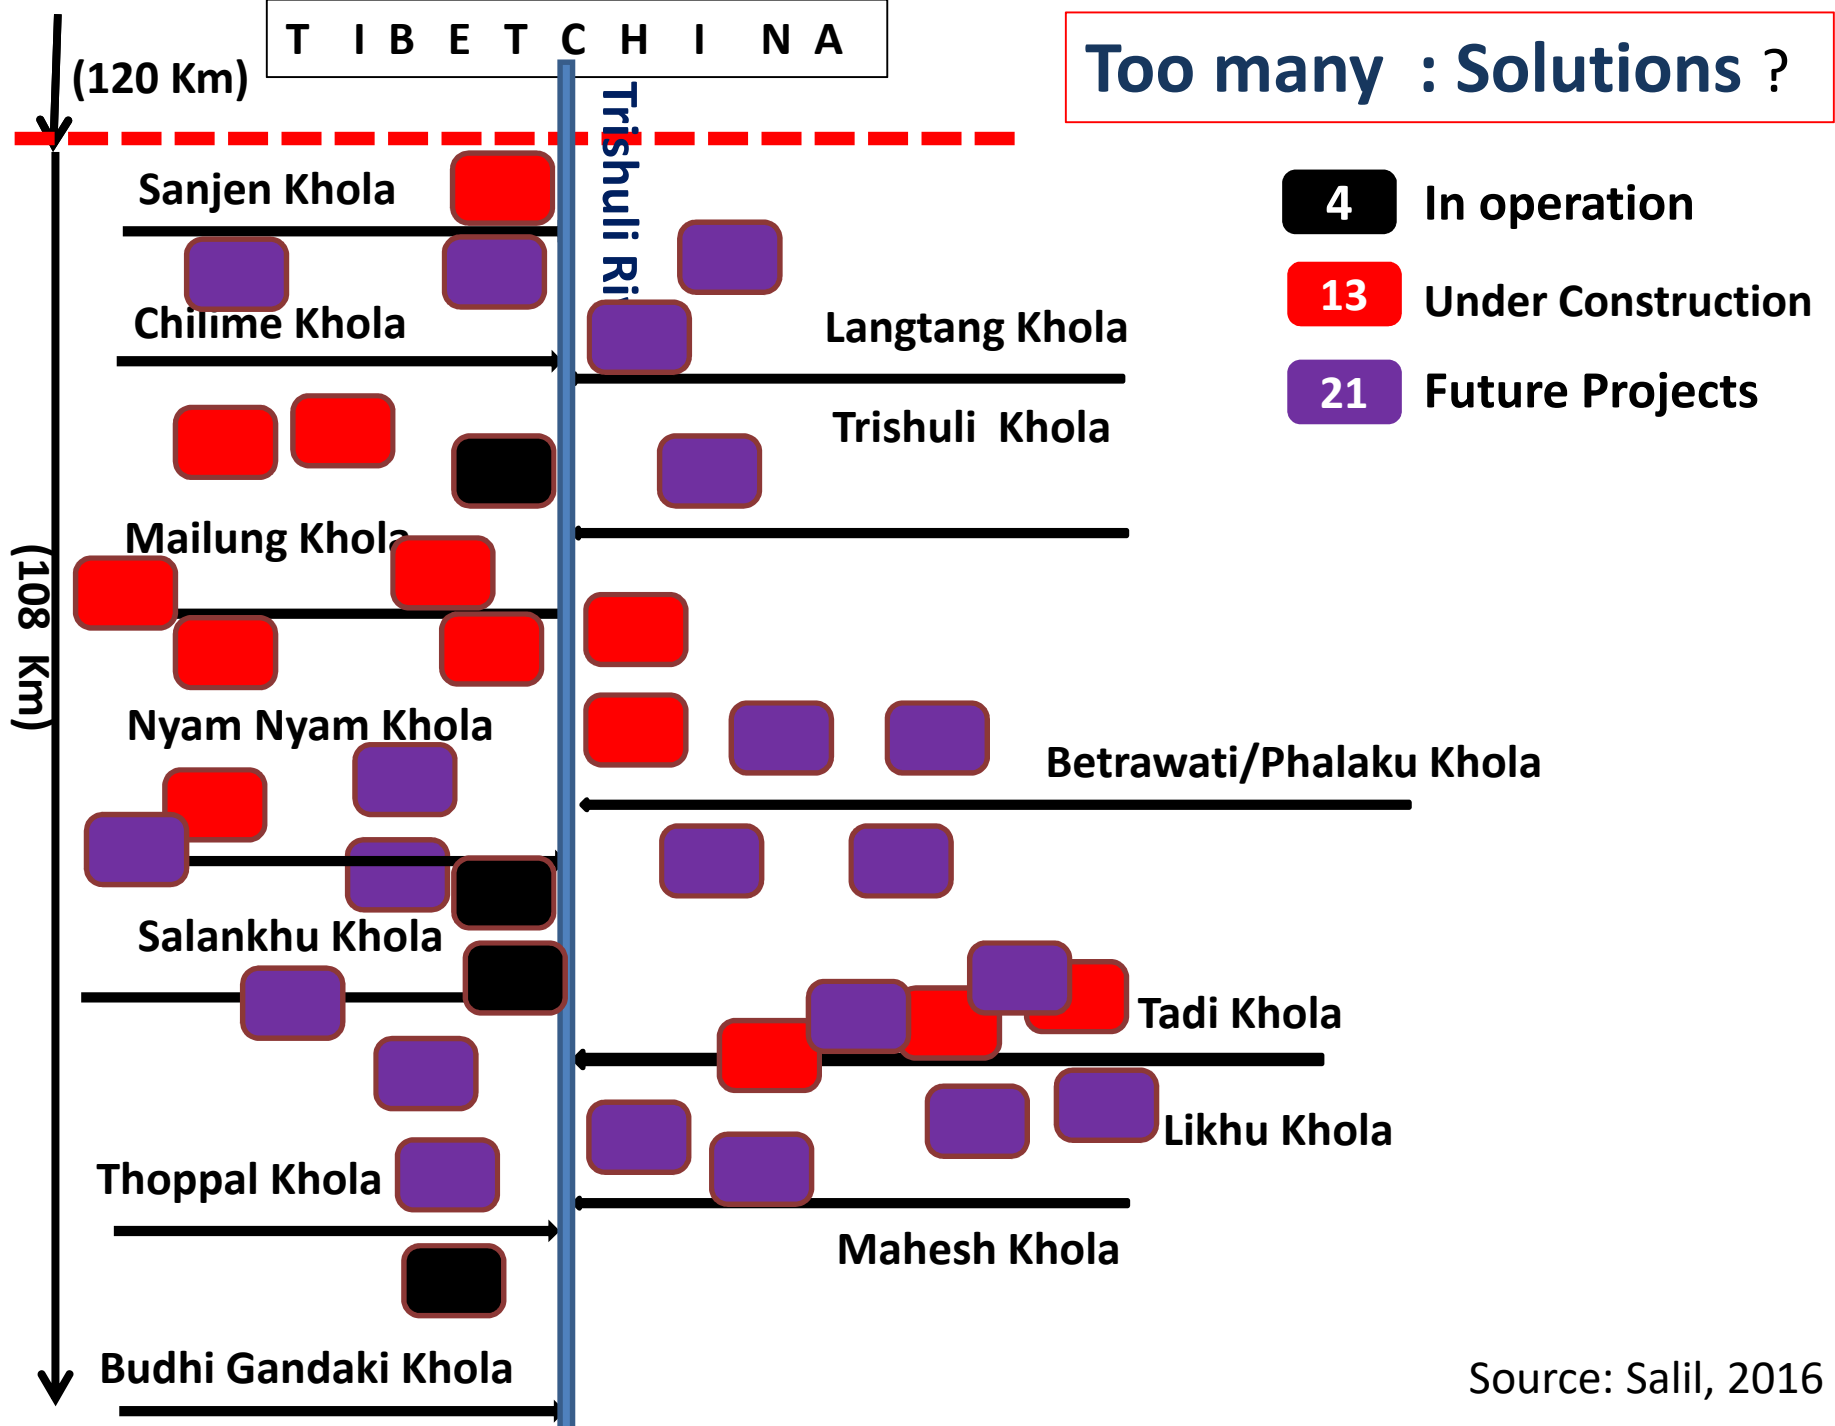 T I B E T C H I N A
Too many : Solutions ?
(120 Km)
Trishuli Ri
Sanjen Khola
4 In operation
13 Under Construction
Chilime Khola
Langtang Khola
21 Future Projects
Trishuli Khola
Mailung Khola
(108 Km)
Nyam Nyam Khola
Betrawati/Phalaku Khola
Salankhu Khola
Tadi Khola
Likhu Khola
Thoppal Khola
Mahesh Khola
Budhi Gandaki Khola
Source: Salil, 2016